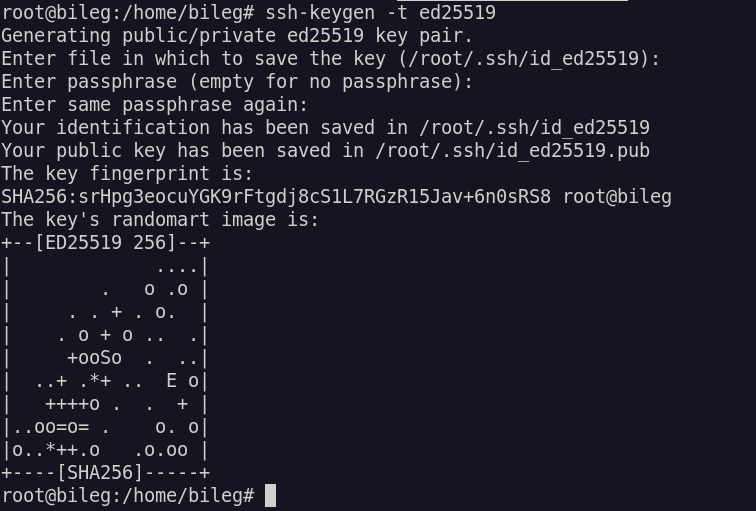 root@bileg:/home/bileg# ssh-keygen -t ed25519
Generating public/private ed25519 key pair.
Enter file in which to save the key (/root/.ssh/id_ed25519):
Enter passphrase (empty for no passphrase):
Enter same passphrase again:
Your identification has been saved in /root/.ssh/id_ed25519
Your public key has been saved in /root/.ssh/id_ed25519.pub
The key fingerprint is:
SHA256:srHpg3eocuYGK9rFtgdj8cS1L7RGzR15Jav+6n0sRS8 root@bileg
The key's randomart image is:
+--[ED25519 256]--+
|             ....|
|        .   o .o |
|     . . + . o.  |
|    . o + o ..  .|
|     +ooSo  .  ..|
|  ..+ .*+ ..  E o|
|   ++++o .  .  + |
|..oo=o= .    o. o|
|o..*++.o   .o.oo |
+----[SHA256]-----+
root@bileg:/home/bileg#